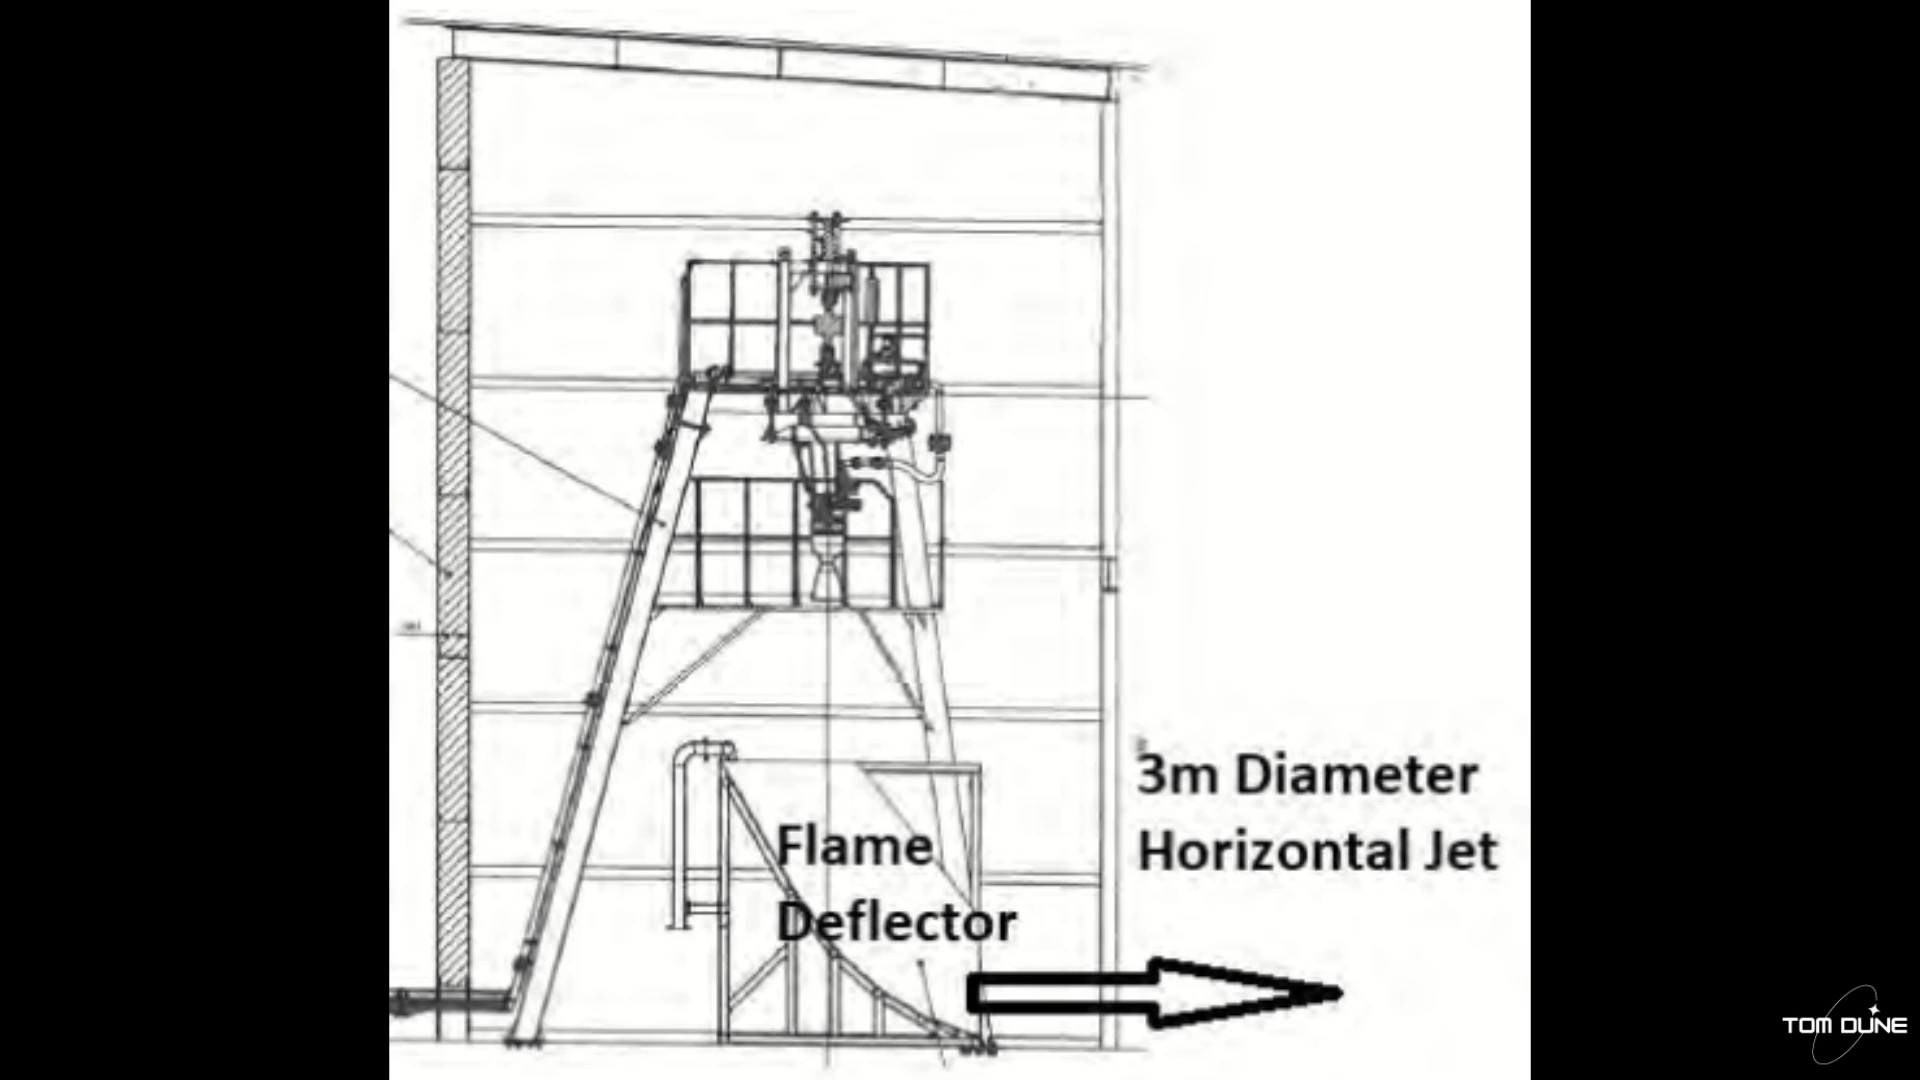 3m Diameter
Horizontal Jet
Flame
Deflector
TOM DUNE